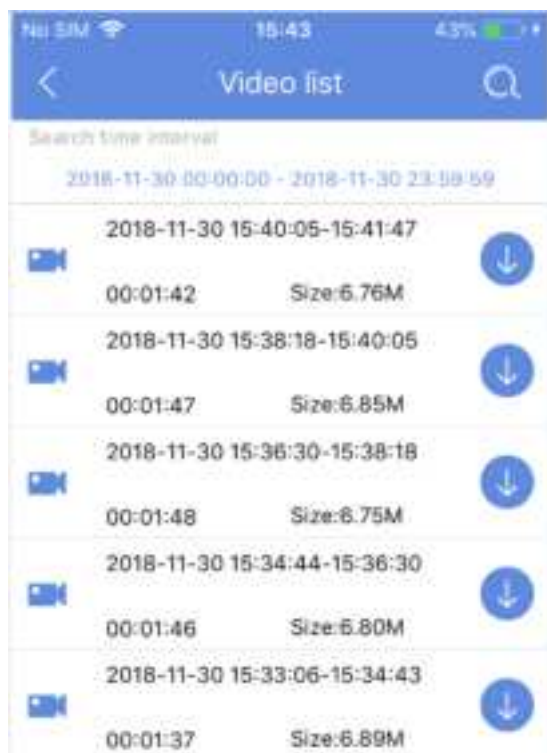 No SIM 15:43 43%
Video list
Search time interval
2018-11-30 00:00:00 - 2018-11-30 23:59:59
2018-11-30 15:40:05-15:41:47
00:01:42 Size:6.76M
2018-11-30 15:38:18-15:40:05
00:01:47 Size:6.85M
2018-11-30 15:36:30-15:38:18
00:01:48 Size:6.75M
2018-11-30 15:34:44-15:36:30
00:01:46 Size:6.80M
2018-11-30 15:33:06-15:34:43
00:01:37 Size:6.89M